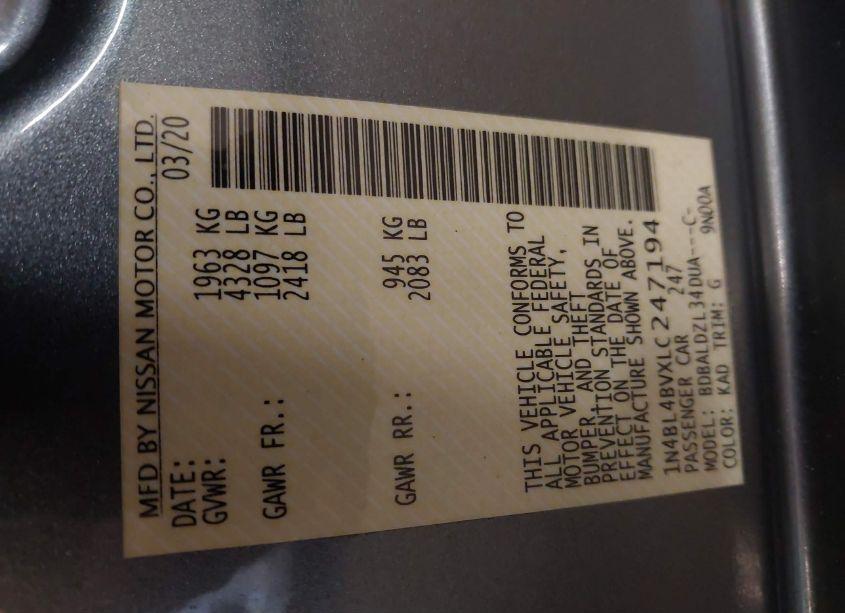 MFD BY NISSAN MOTOR CO., LTD.
DATE: 03/20
GVWR: 1963 KG
4328 LB
GAWR FR.: 1097 KG
2418 LB
GAWR RR.: 945 KG
2083 LB
THIS VEHICLE CONFORMS TO
ALL APPLICABLE FEDERAL
MOTOR VEHICLE SAFETY,
BUMPER, AND THEFT
PREVENTION STANDARDS IN
EFFECT ON THE DATE OF
MANUFACTURE SHOWN ABOVE.
1N4BL4BVXLC247194
PASSENGER CAR 247
MODEL: BDBALDZL34DUA---C-
COLOR: KAD TRIM: G 9N00A